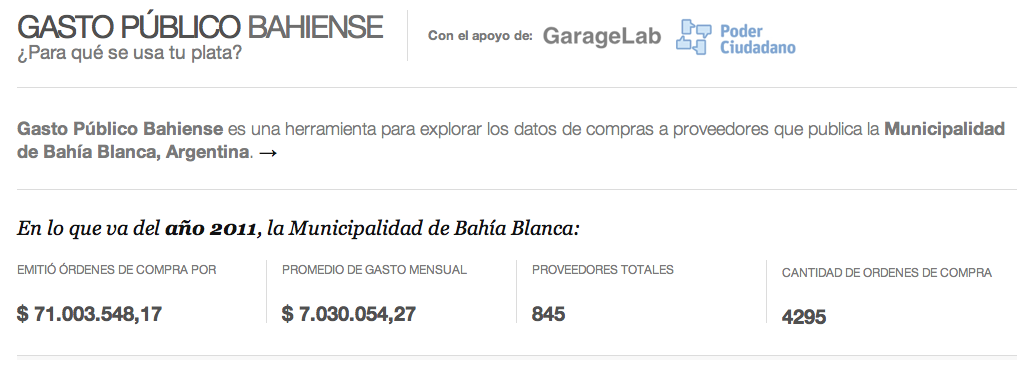 GASTO PÚBLICO BAHIENSE
¿Para qué se usa tu plata?
Con el apoyo de: GarageLab
Poder
Ciudadano
Gasto Público Bahiense es una herramienta para explorar los datos de compras a proveedores que publica la Municipalidad
de Bahía Blanca, Argentina. →
En lo que va del año 2011, la Municipalidad de Bahía Blanca:
EMITIÓ ÓRDENES DE COMPRA POR
$ 71.003.548,17
PROMEDIO DE GASTO MENSUAL
$ 7.030.054,27
PROVEEDORES TOTALES
845
CANTIDAD DE ORDENES DE COMPRA
4295